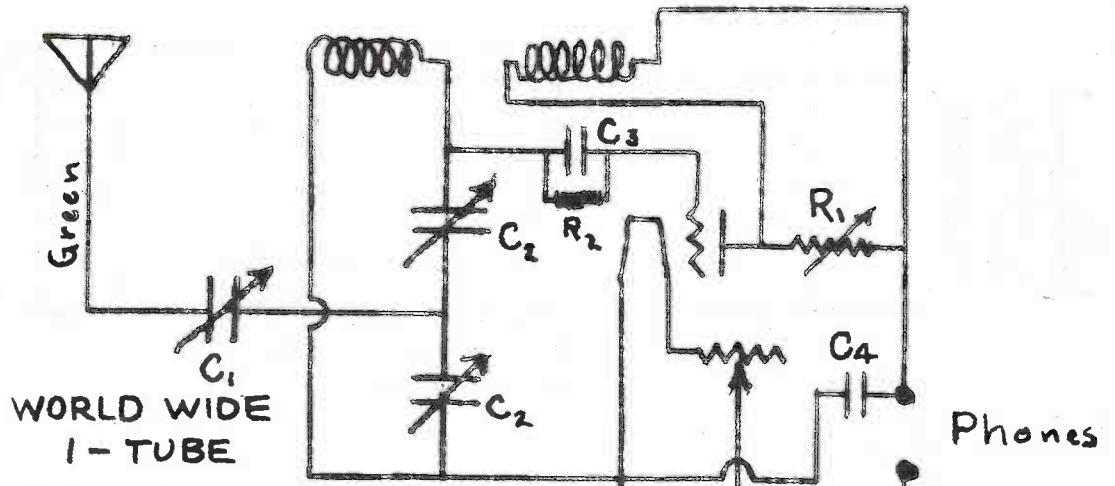 Green
C1
WORLD WIDE
1-TUBE
C2
C2
C3
R2
R1
C4
Phones